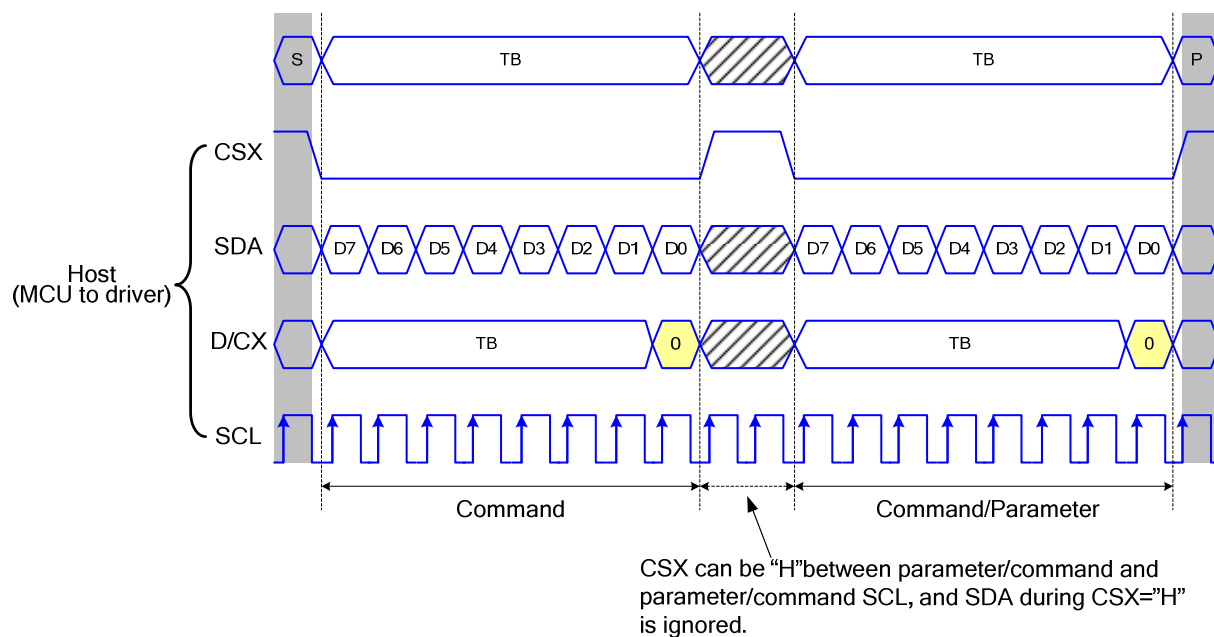 S TB TB P
CSX
SDA D7 D6 D5 D4 D3 D2 D1 D0 D7 D6 D5 D4 D3 D2 D1 D0
Host
(MCU to driver)
D/CX TB 0 TB 0
SCL
Command Command/Parameter
CSX can be “H”between parameter/command and
parameter/command SCL, and SDA during CSX=”H”
is ignored.